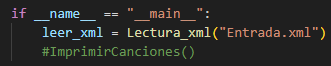 if __name__ == "__main__":
    leer_xml = Lectura_xml("Entrada.xml")
    #ImprimirCanciones()